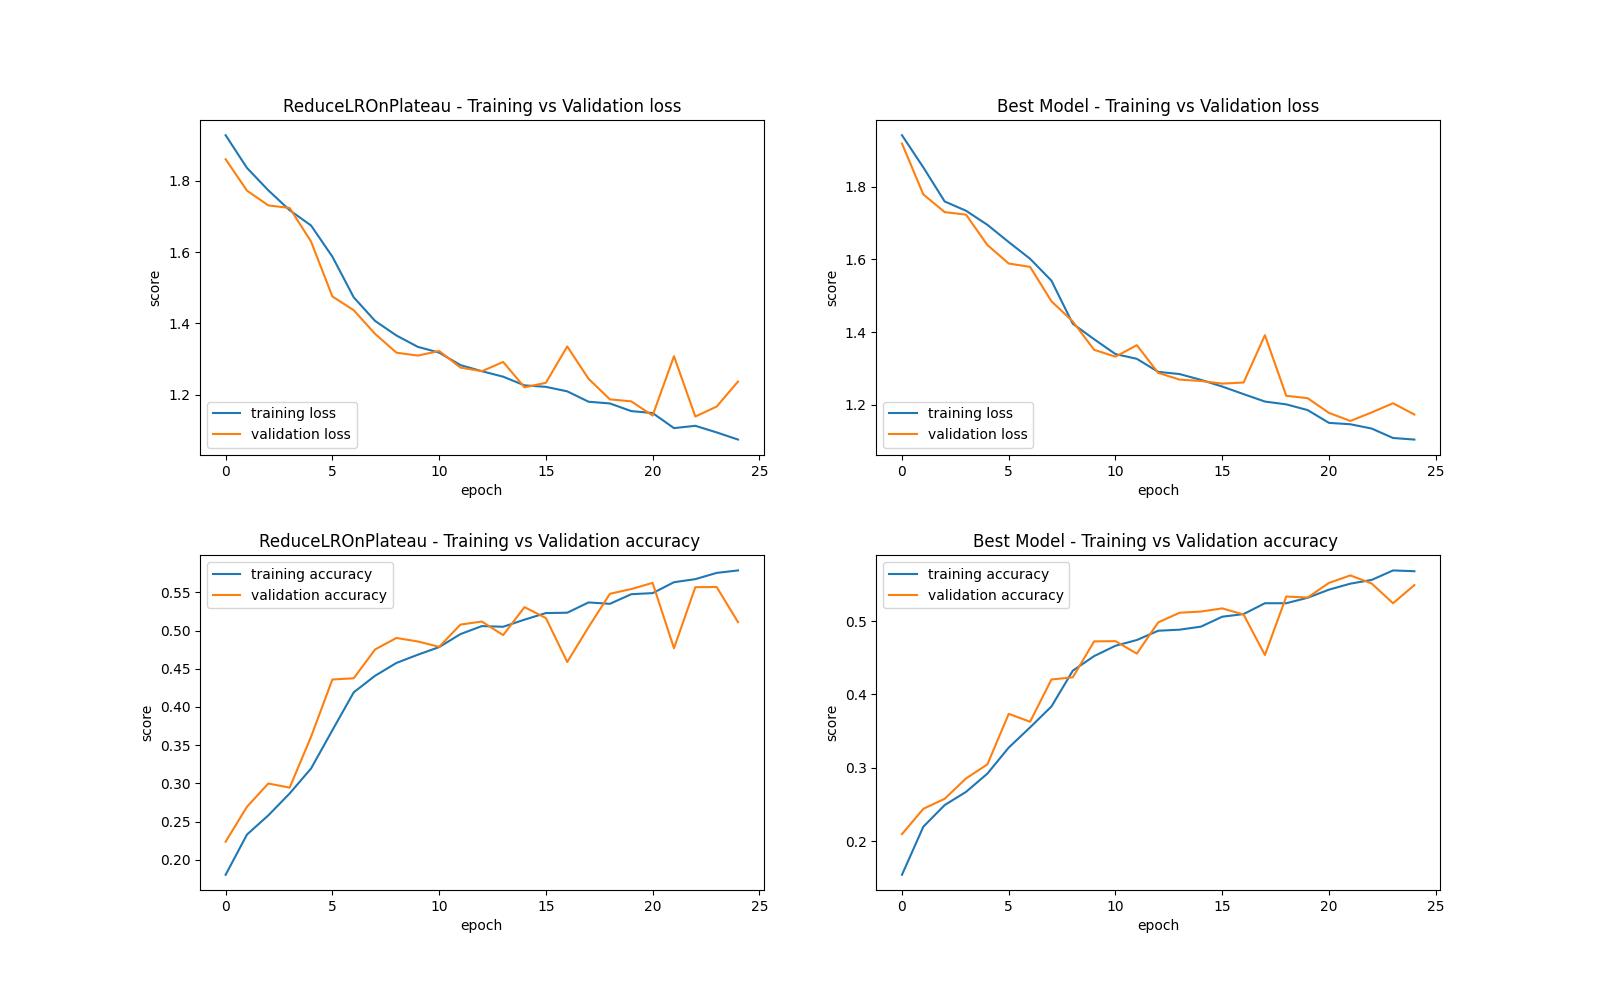 ReduceLROnPlateau - Training vs Validation loss
score
1.8
1.6
1.4
1.2
training loss
validation loss
0 5 10 15 20 25
epoch
Best Model - Training vs Validation loss
score
1.8
1.6
1.4
1.2
training loss
validation loss
0 5 10 15 20 25
epoch
ReduceLROnPlateau - Training vs Validation accuracy
score
0.55
0.50
0.45
0.40
0.35
0.30
0.25
0.20
training accuracy
validation accuracy
0 5 10 15 20 25
epoch
Best Model - Training vs Validation accuracy
score
0.5
0.4
0.3
0.2
training accuracy
validation accuracy
0 5 10 15 20 25
epoch